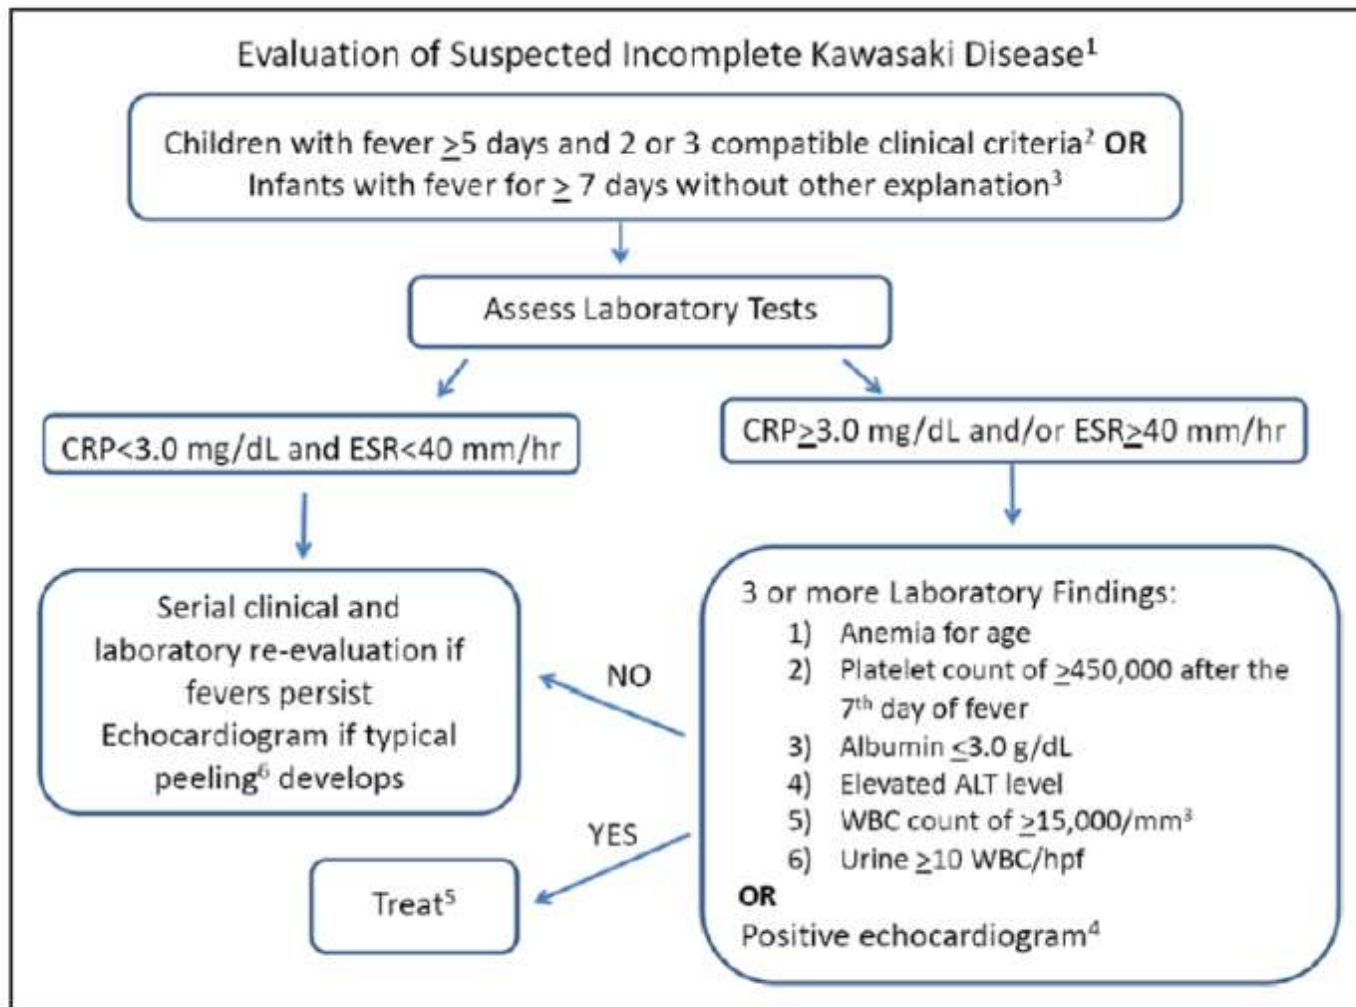 Evaluation of Suspected Incomplete Kawasaki Disease¹
Children with fever ≥5 days and 2 or 3 compatible clinical criteria² OR
Infants with fever for ≥ 7 days without other explanation³
Assess Laboratory Tests
CRP<3.0 mg/dL and ESR<40 mm/hr
CRP≥3.0 mg/dL and/or ESR≥40 mm/hr
Serial clinical and
laboratory re-evaluation if
fevers persist
Echocardiogram if typical
peeling⁶ develops
NO
YES
Treat⁵
3 or more Laboratory Findings:
1) Anemia for age
2) Platelet count of ≥450,000 after the
7th day of fever
3) Albumin ≤3.0 g/dL
4) Elevated ALT level
5) WBC count of ≥15,000/mm³
6) Urine ≥10 WBC/hpf
OR
Positive echocardiogram⁴